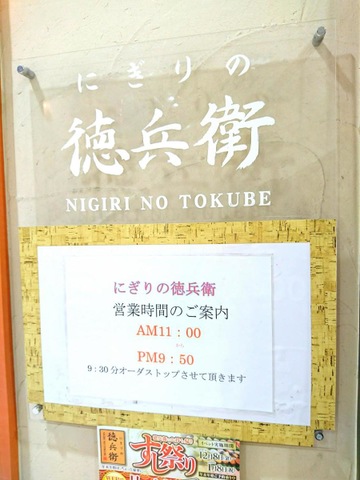 にぎりの
徳兵衛
NIGIRI NO TOKUBE
にぎりの徳兵衛
営業時間のご案内
AM11：00
から
PM9：50
9：30分オーダストップさせて頂きます
徳兵衛
すし祭り